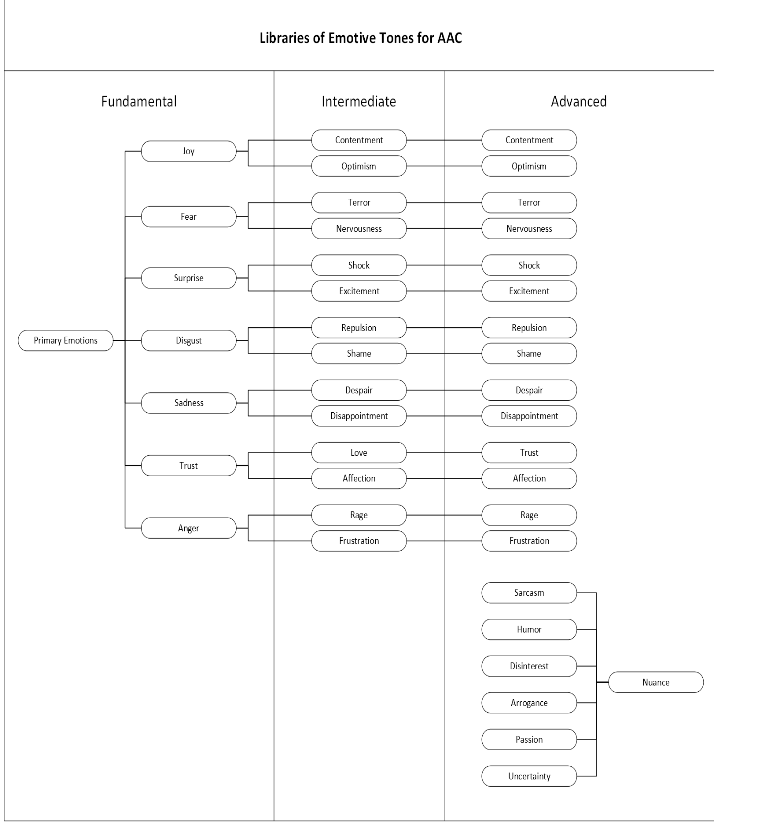 Libraries of Emotive Tones for AAC
Fundamental Intermediate Advanced
Joy
Contentment Contentment
Optimism Optimism
Fear
Terror Terror
Nervousness Nervousness
Surprise
Shock Shock
Excitement Excitement
Primary Emotions
Disgust
Repulsion Repulsion
Shame Shame
Sadness
Despair Despair
Disappointment Disappointment
Trust
Love Trust
Affection Affection
Anger
Rage Rage
Frustration Frustration
Sarcasm
Humor
Disinterest
Nuance
Arrogance
Passion
Uncertainty